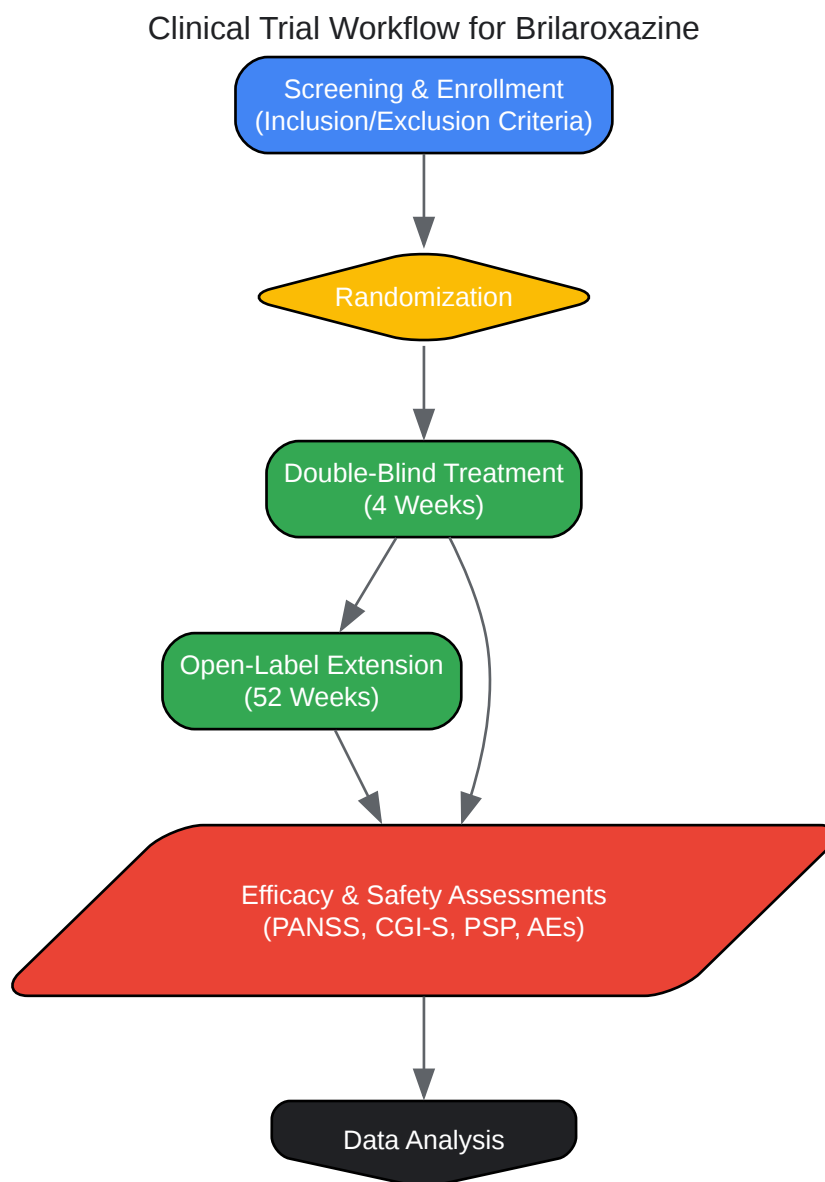 Clinical Trial Workflow for Brilaroxazine
Screening & Enrollment
(Inclusion/Exclusion Criteria)
Randomization
Double-Blind Treatment
(4 Weeks)
Open-Label Extension
(52 Weeks)
Efficacy & Safety Assessments
(PANSS, CGI-S, PSP, AEs)
Data Analysis